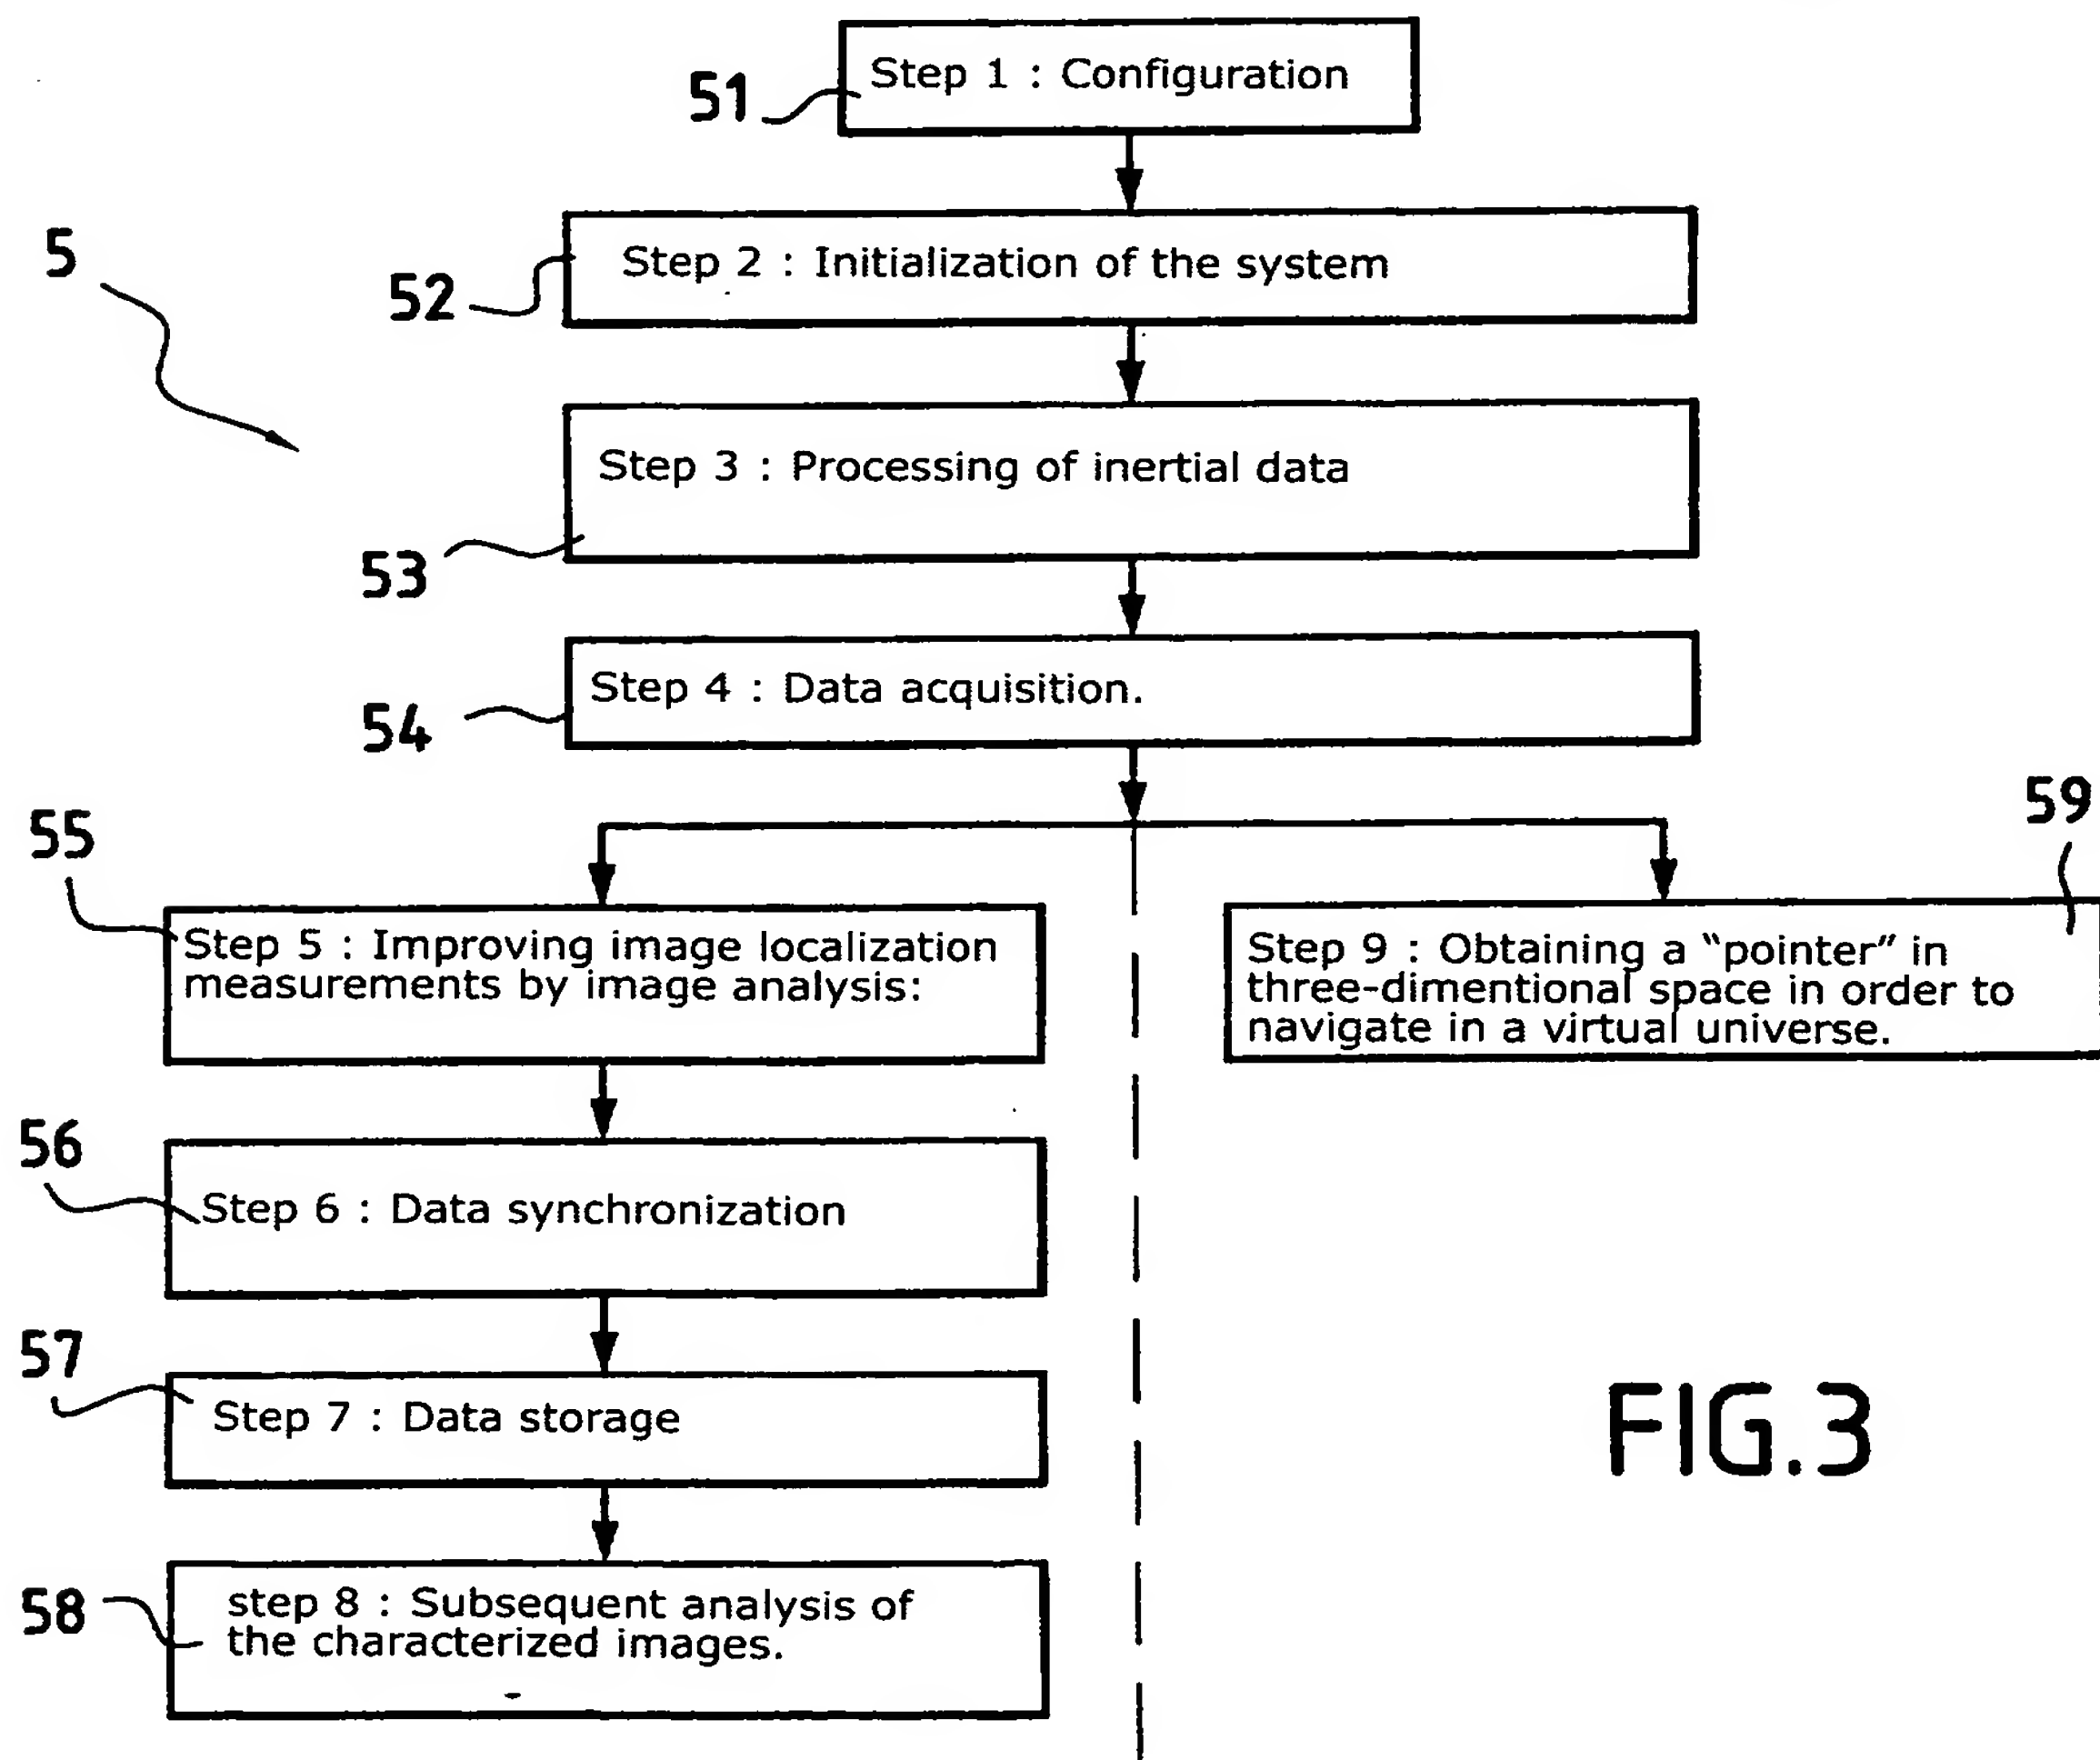 51
Step 1 : Configuration
5
52
Step 2 : Initialization of the system
Step 3 : Processing of inertial data
53
Step 4 : Data acquisition.
54
55
59
Step 5 : Improving image localization
measurements by image analysis:
Step 9 : Obtaining a “pointer” in
three-dimentional space in order to
navigate in a virtual universe.
56
Step 6 : Data synchronization
57
Step 7 : Data storage
FIG.3
58
step 8 : Subsequent analysis of
the characterized images.